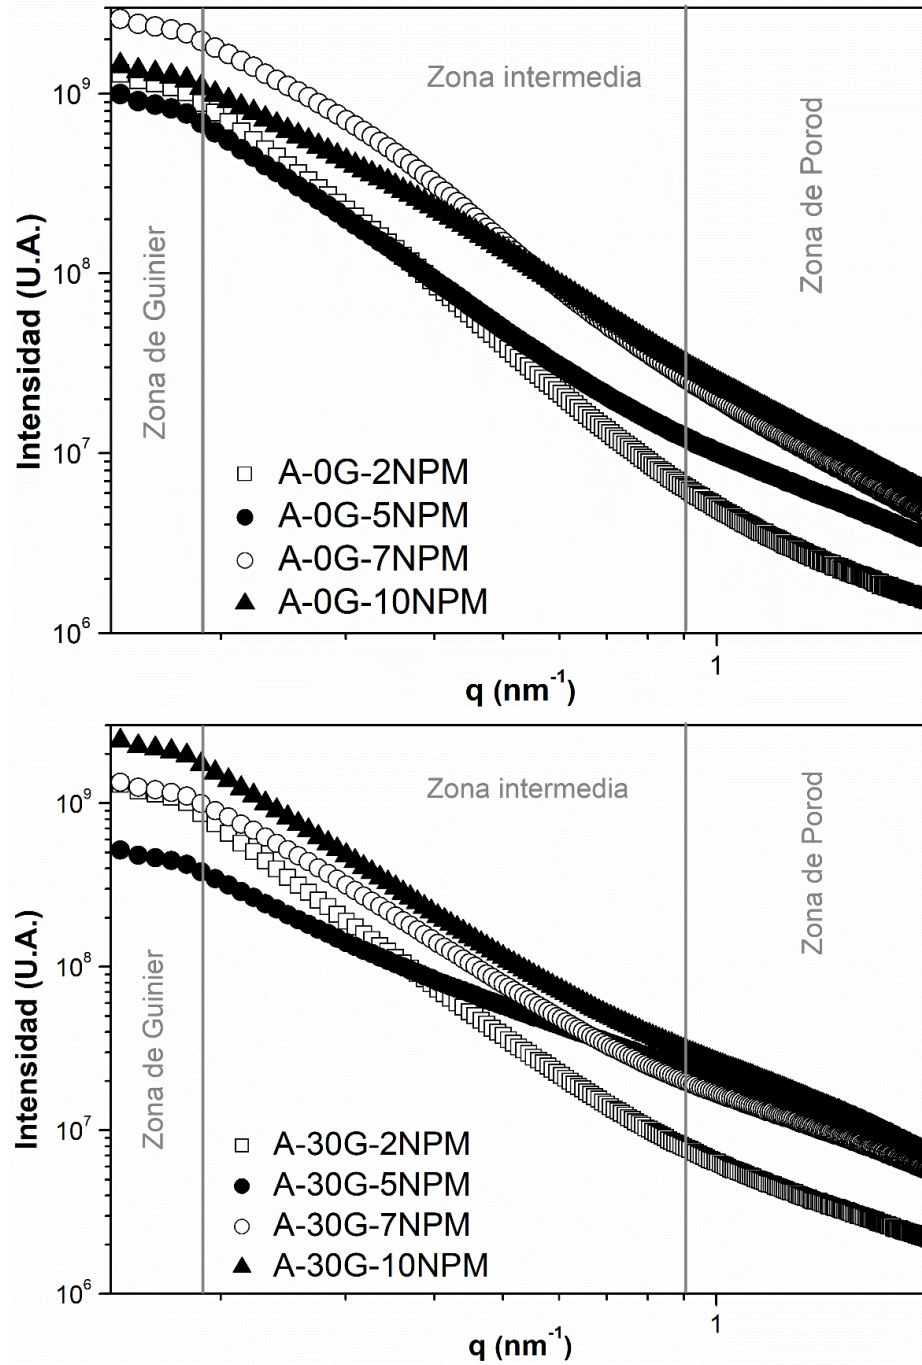 Zona intermedia
Zona de Porod
Zona de Guinier
Intensidad (U.A.)
10⁹
10⁸
10⁷
10⁶
A-0G-2NPM
A-0G-5NPM
A-0G-7NPM
A-0G-10NPM
1
q (nm⁻¹)
Zona intermedia
Zona de Porod
Zona de Guinier
Intensidad (U.A.)
10⁹
10⁸
10⁷
10⁶
A-30G-2NPM
A-30G-5NPM
A-30G-7NPM
A-30G-10NPM
1
q (nm⁻¹)